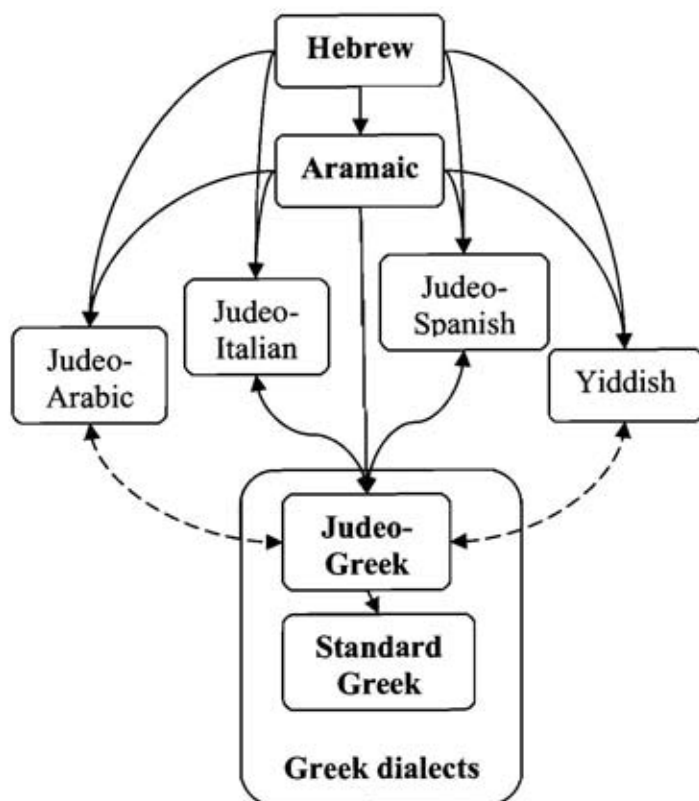 Hebrew
Aramaic
Judeo-
Spanish
Judeo-
Italian
Judeo-
Arabic
Yiddish
Judeo-
Greek
Standard
Greek
Greek dialects